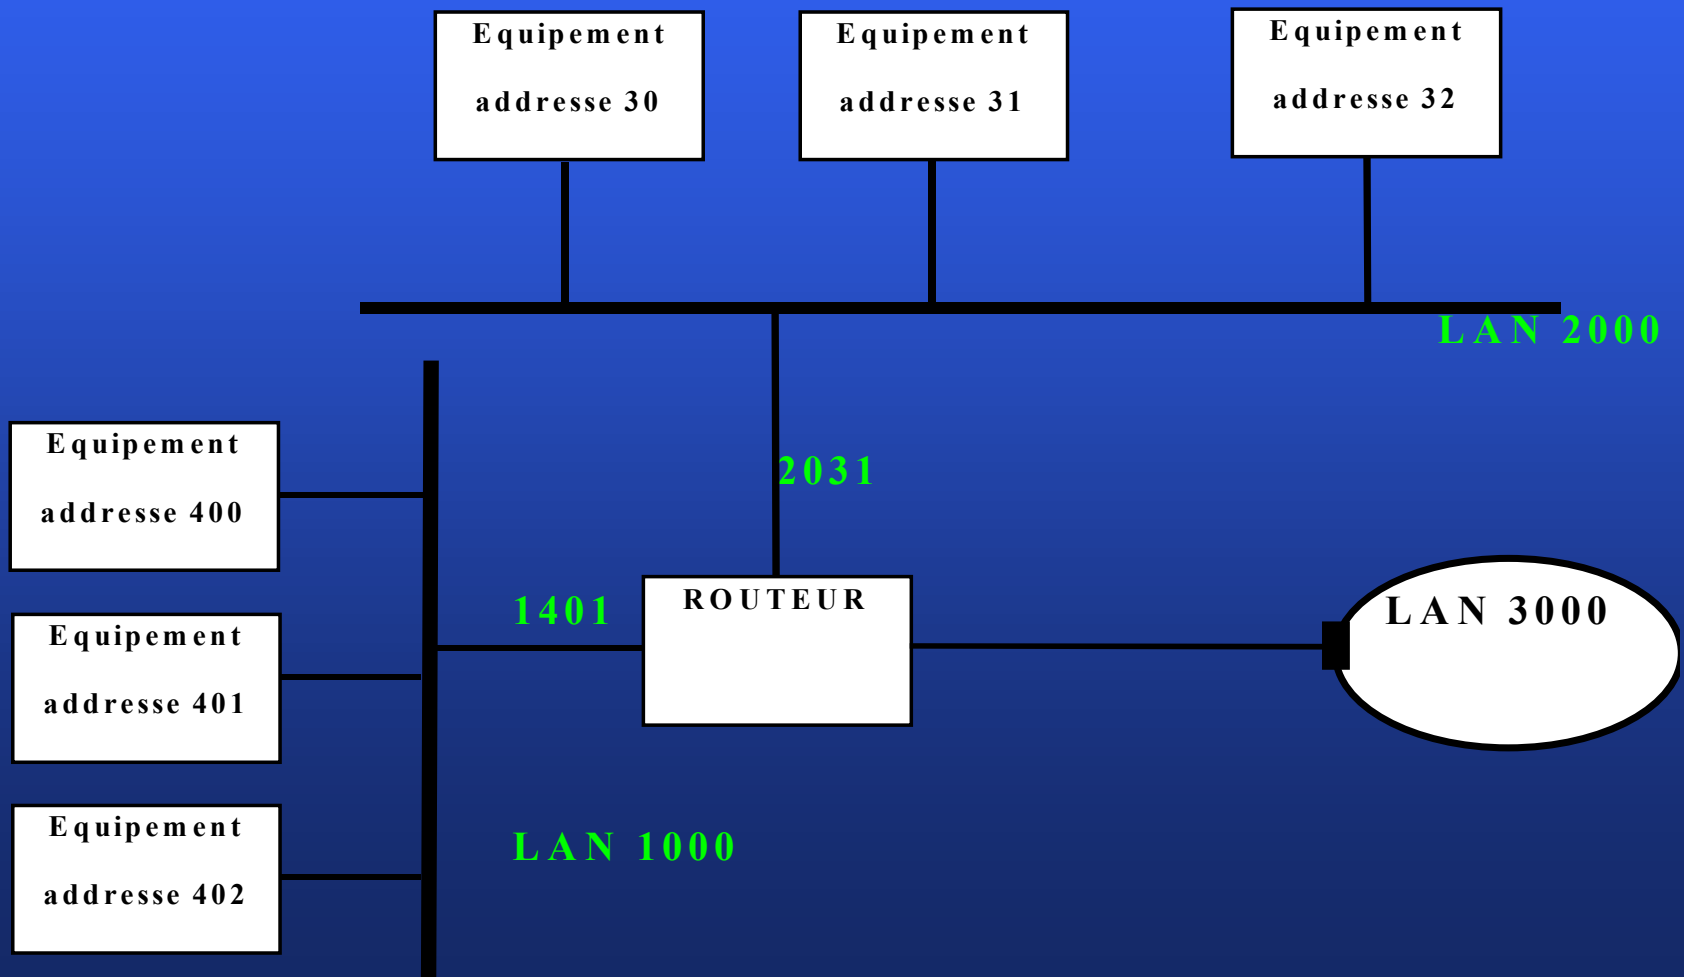 Equipement
addresse 30
Equipement
addresse 31
Equipement
addresse 32
LAN 2000
Equipement
addresse 400
2031
1401
ROUTEUR
LAN 3000
Equipement
addresse 401
LAN 1000
Equipement
addresse 402